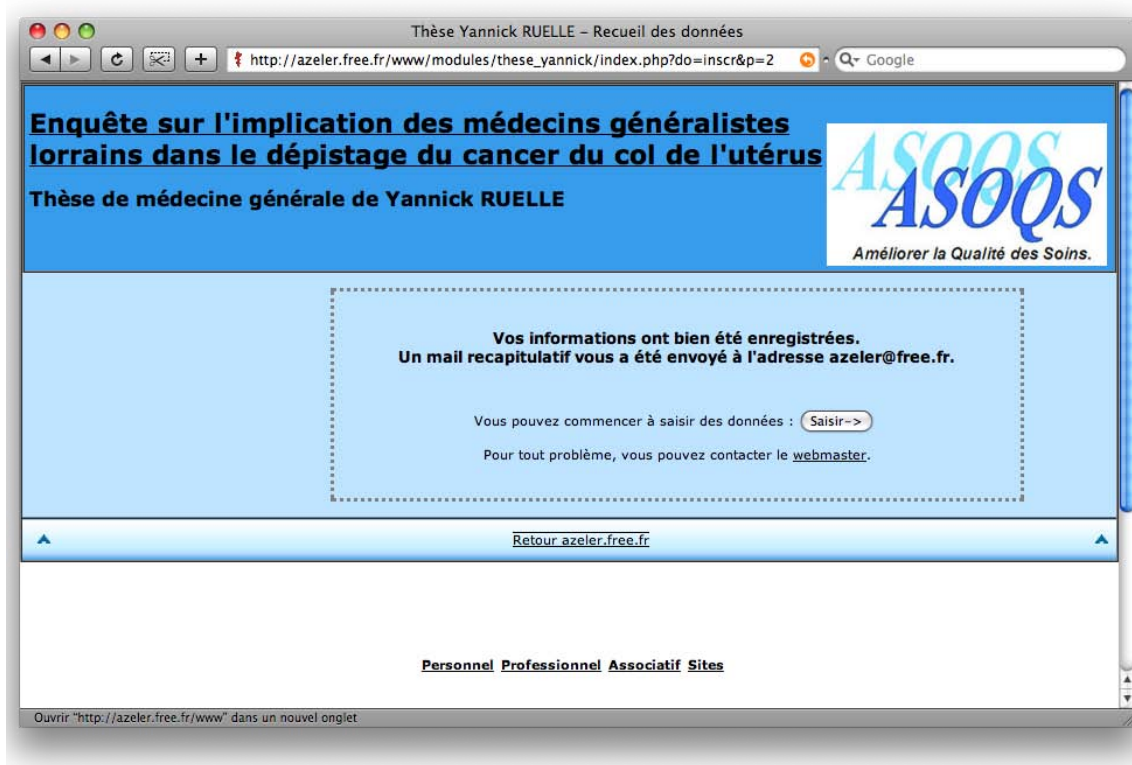 Thèse Yannick RUELLE – Recueil des données
http://azeler.free.fr/www/modules/these_yannick/index.php?do=inscr&p=2
Google
Enquête sur l'implication des médecins généralistes
lorrains dans le dépistage du cancer du col de l'utérus
Thèse de médecine générale de Yannick RUELLE
ASOQS
ASOQS
Améliorer la Qualité des Soins.
Vos informations ont bien été enregistrées.
Un mail recapitulatif vous a été envoyé à l'adresse azeler@free.fr.
Vous pouvez commencer à saisir des données : Saisir->
Pour tout problème, vous pouvez contacter le webmaster.
Retour azeler.free.fr
Personnel Professionnel Associatif Sites
Ouvrir "http://azeler.free.fr/www" dans un nouvel onglet